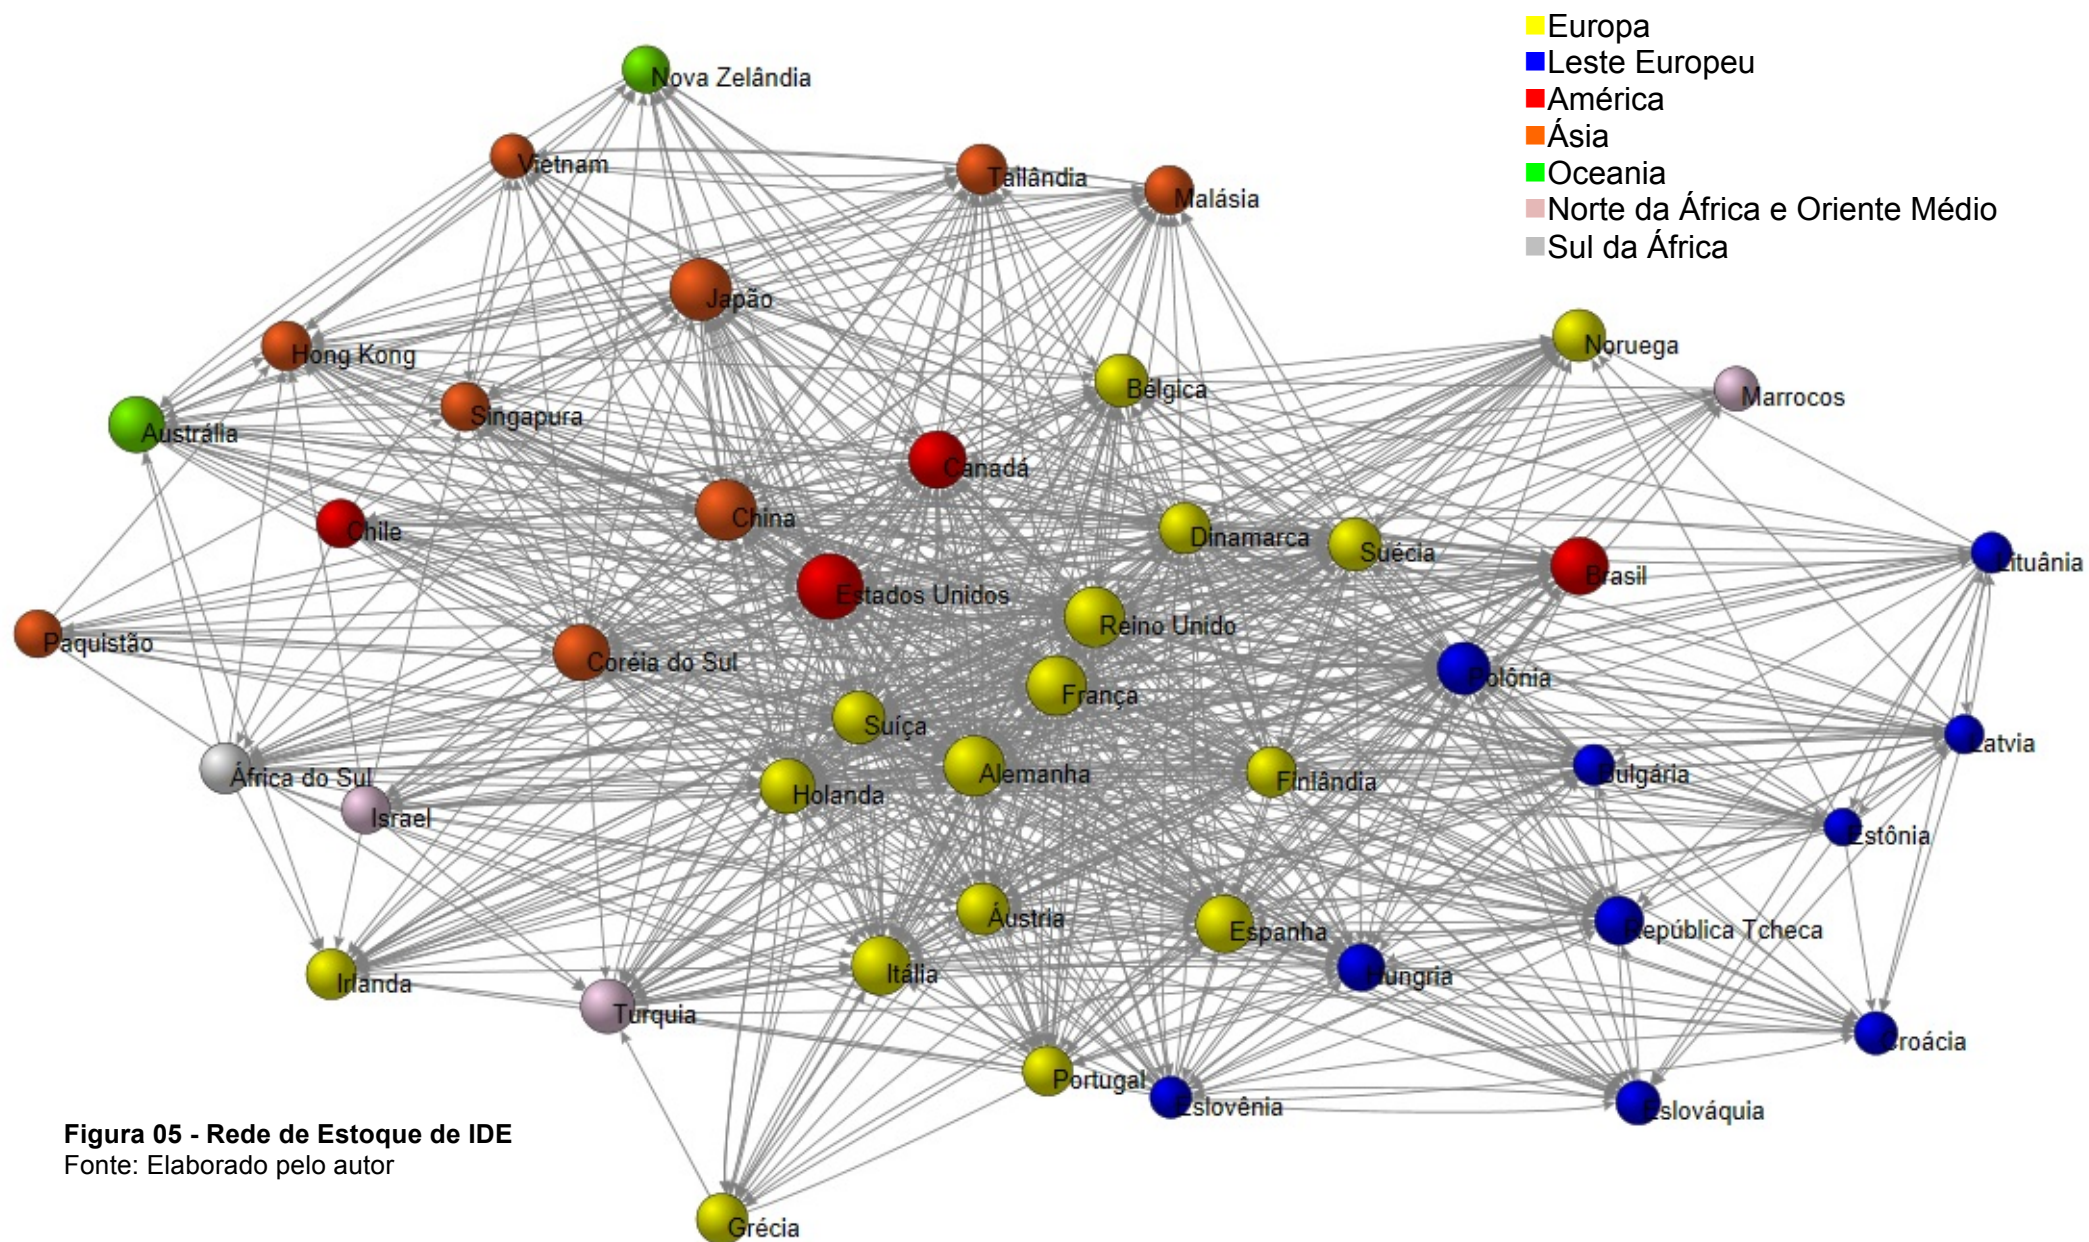 Europa
Leste Europeu
América
Ásia
Oceania
Norte da África e Oriente Médio
Sul da África
Nova Zelândia
Vietnam
Tailândia
Malásia
Japão
Noruega
Hong Kong
Bélgica
Marrocos
Singapura
Austrália
Canadá
China
Chile
Dinamarca
Suécia
Lituânia
Brasil
Estados Unidos
Reino Unido
Paquistão
Coréia do Sul
Polônia
França
Suíça
Latvia
África do Sul
Alemanha
Bulgária
Finlândia
Holanda
Israel
Estônia
Áustria
Espanha
República Tcheca
Itália
Hungria
Irlanda
Turquia
Croácia
Portugal
Eslovênia
Eslováquia
Figura 05 - Rede de Estoque de IDE
Fonte: Elaborado pelo autor
Grécia